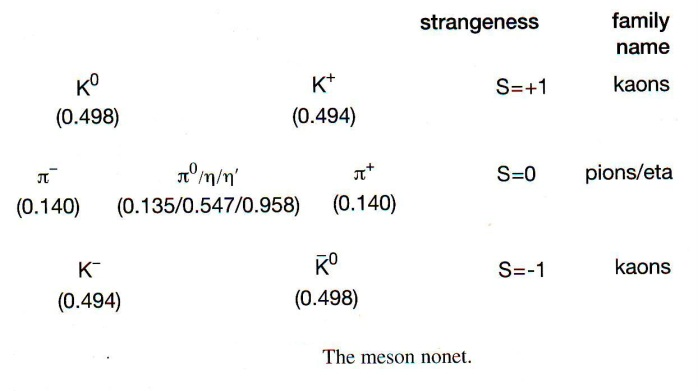 strangeness family
name
K⁰ K⁺ S=+1 kaons
(0.498) (0.494)
π⁻ π⁰/η/η′ π⁺ S=0 pions/eta
(0.140) (0.135/0.547/0.958) (0.140)
K⁻ K̄⁰ S=-1 kaons
(0.494) (0.498)
The meson nonet.